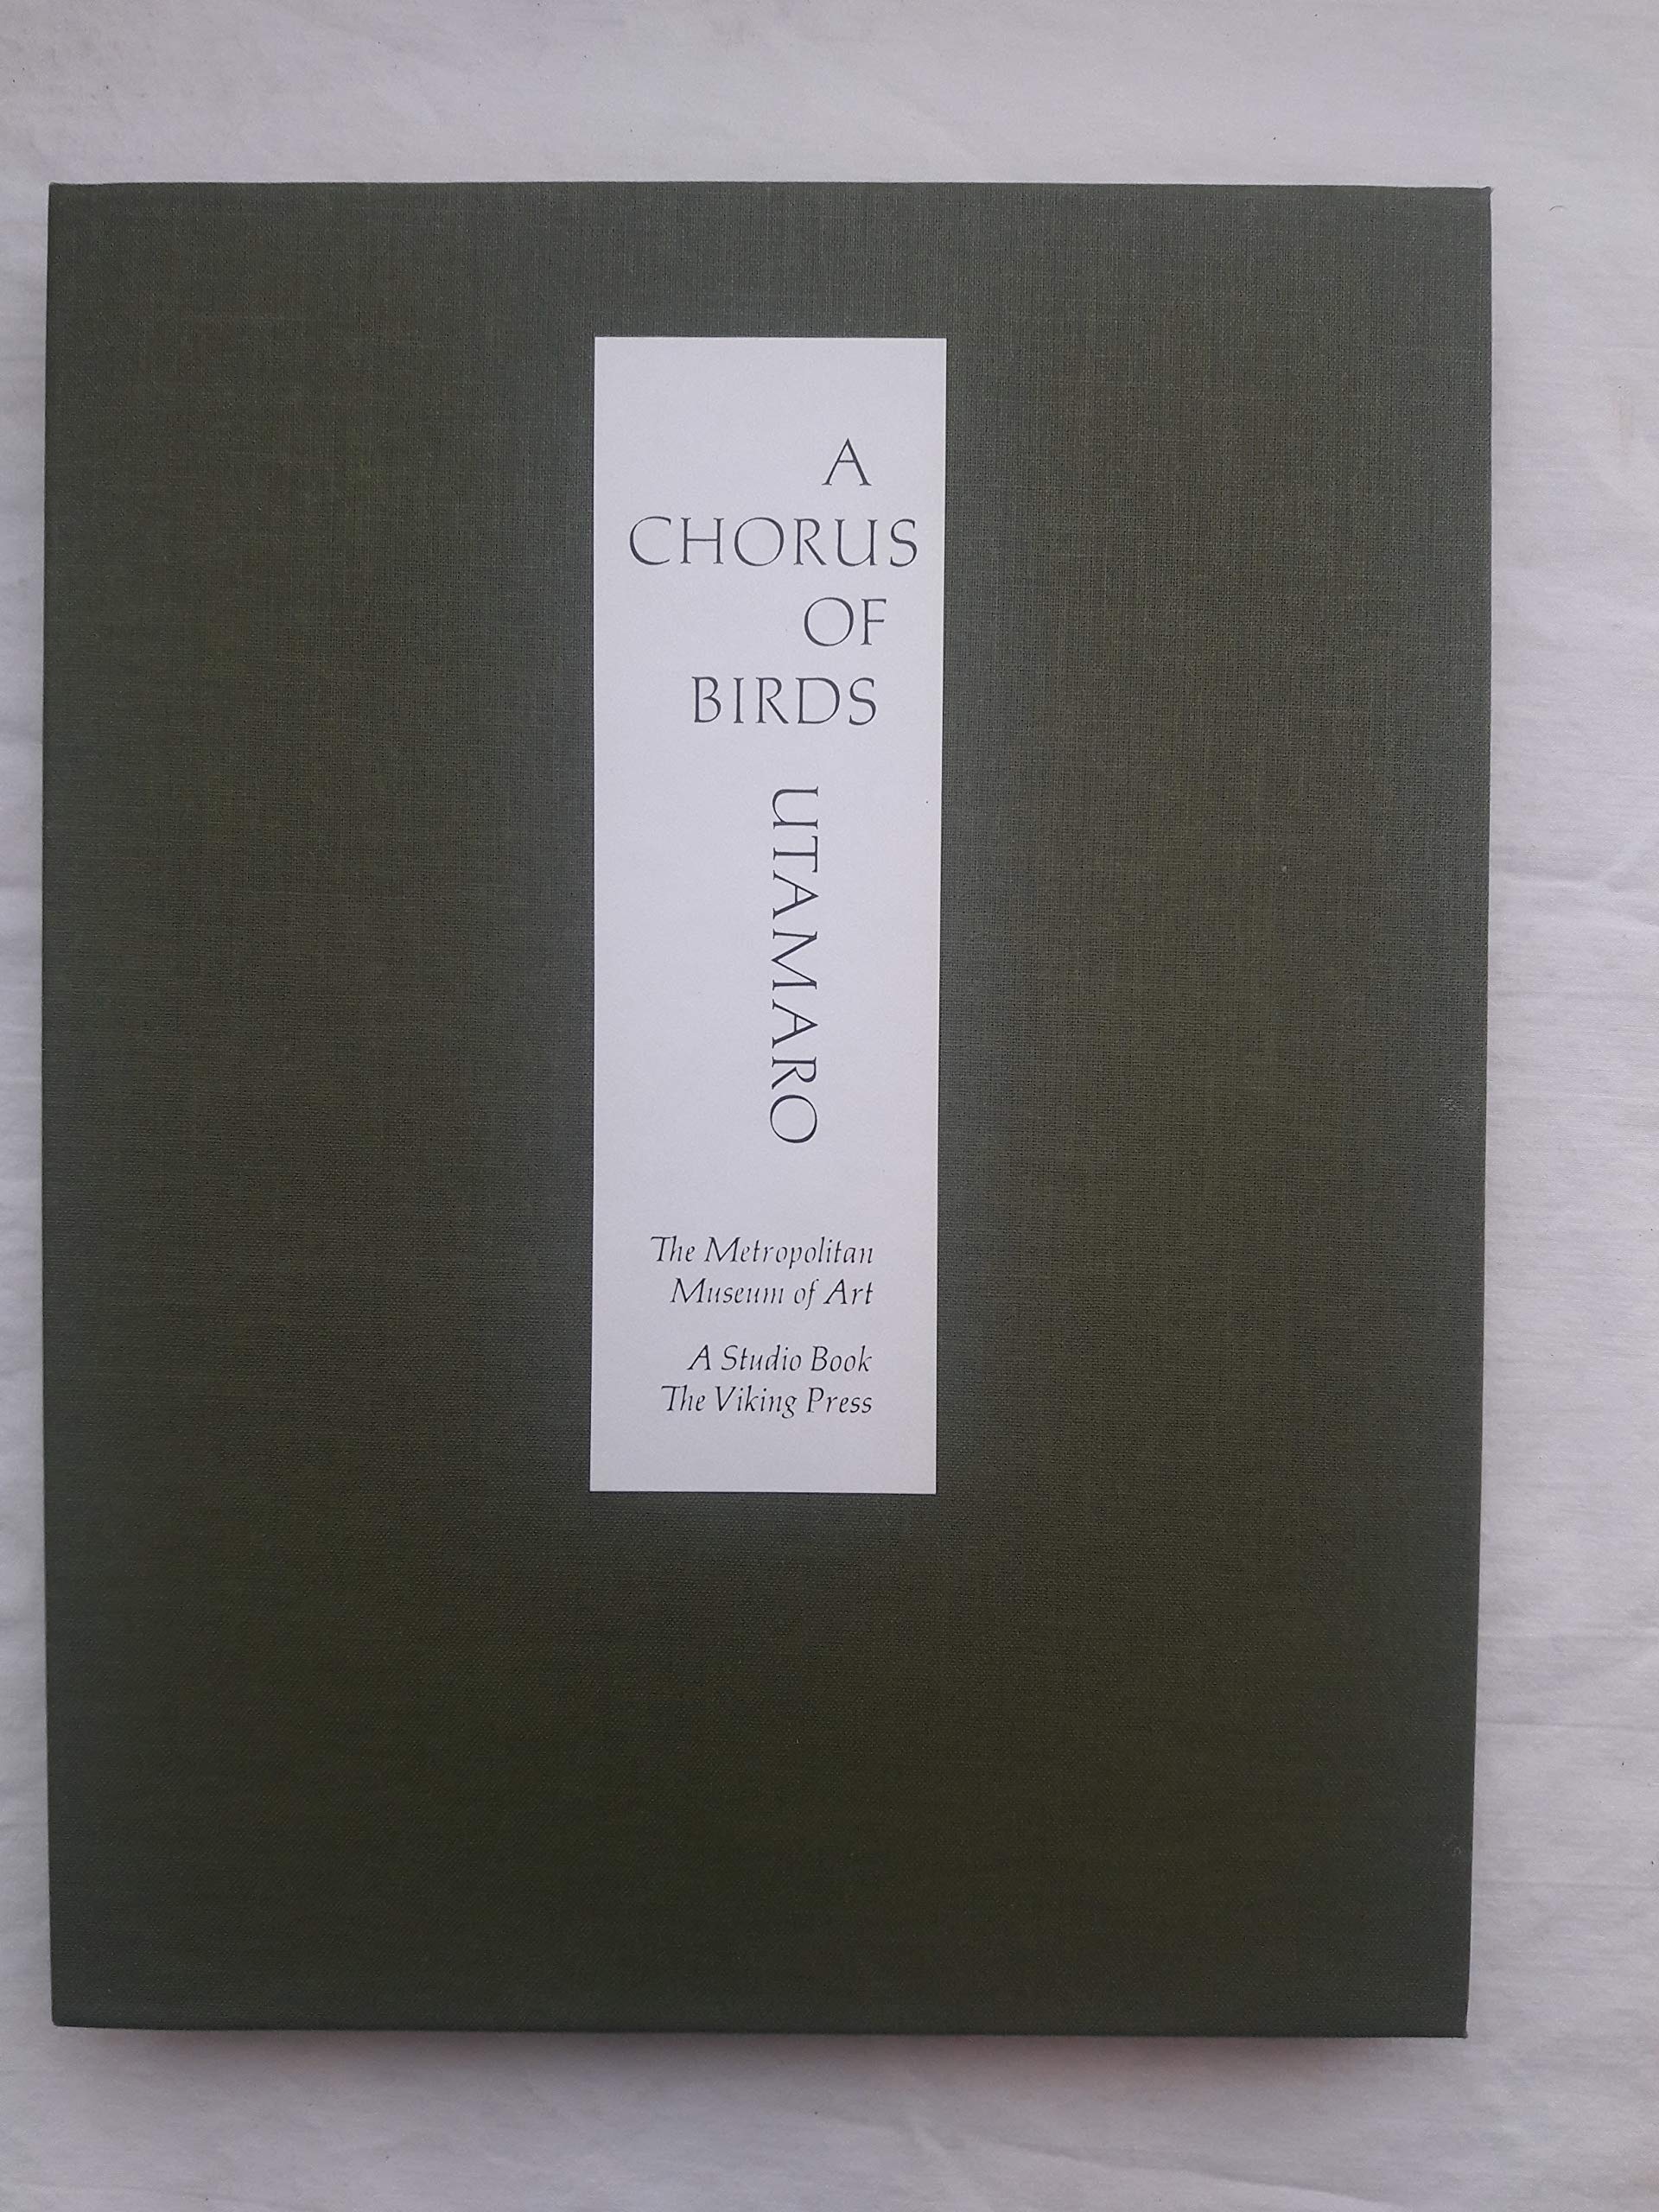 A
CHORUS
OF
BIRDS
UTAMARO
The Metropolitan
Museum of Art
A Studio Book
The Viking Press